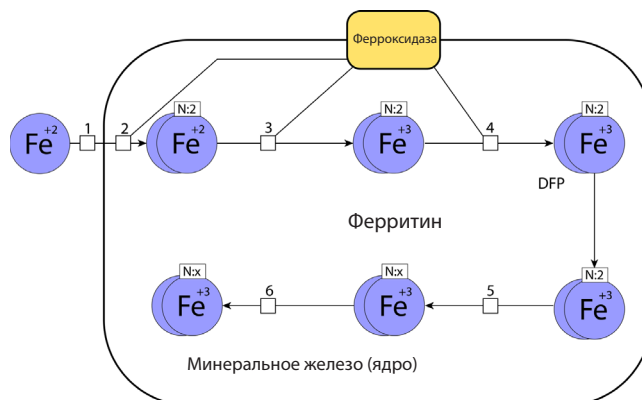 Ферроксидаза
1 2 3 4
N:2 N:2 N:2
Fe +2 Fe +2 Fe +3 Fe +3
DFP
Ферритин
N:x N:x N:2
6 5
Fe +3 Fe +3 Fe +3
Минеральное железо (ядро)